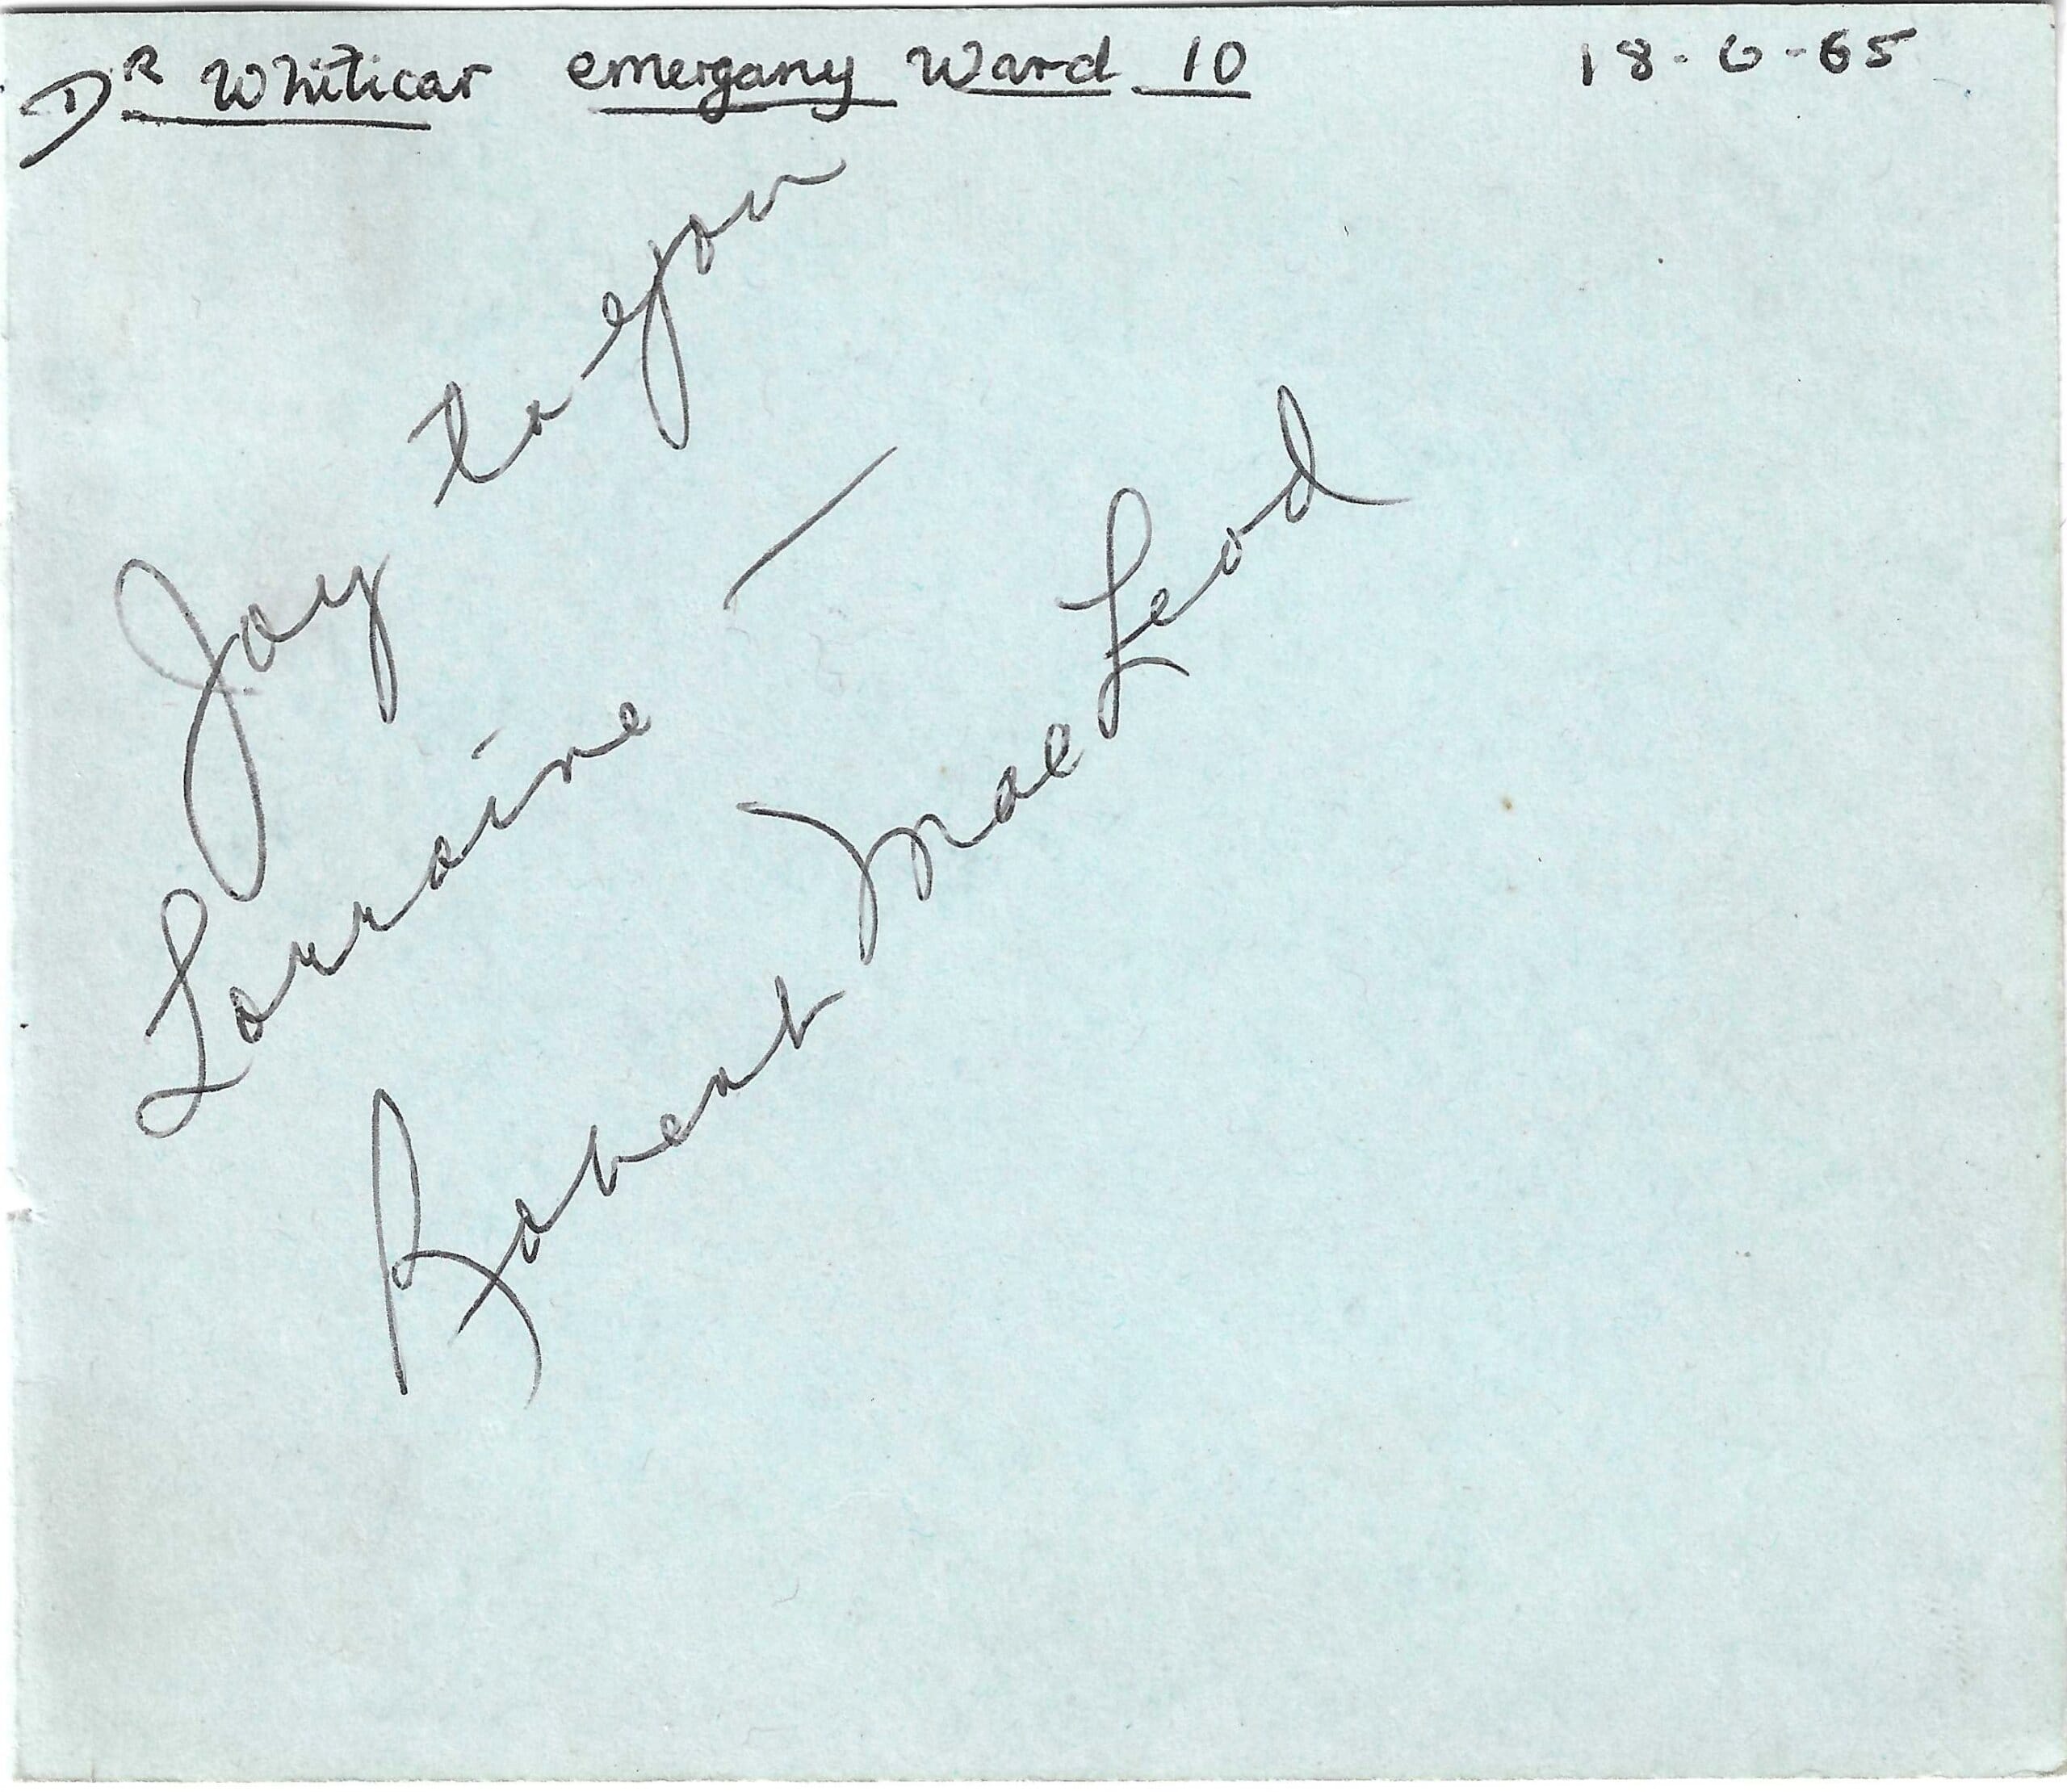 DR Whiticar emergany Ward 10 18-6-65
Joy to you
Lorraine —
Robert MacLeod